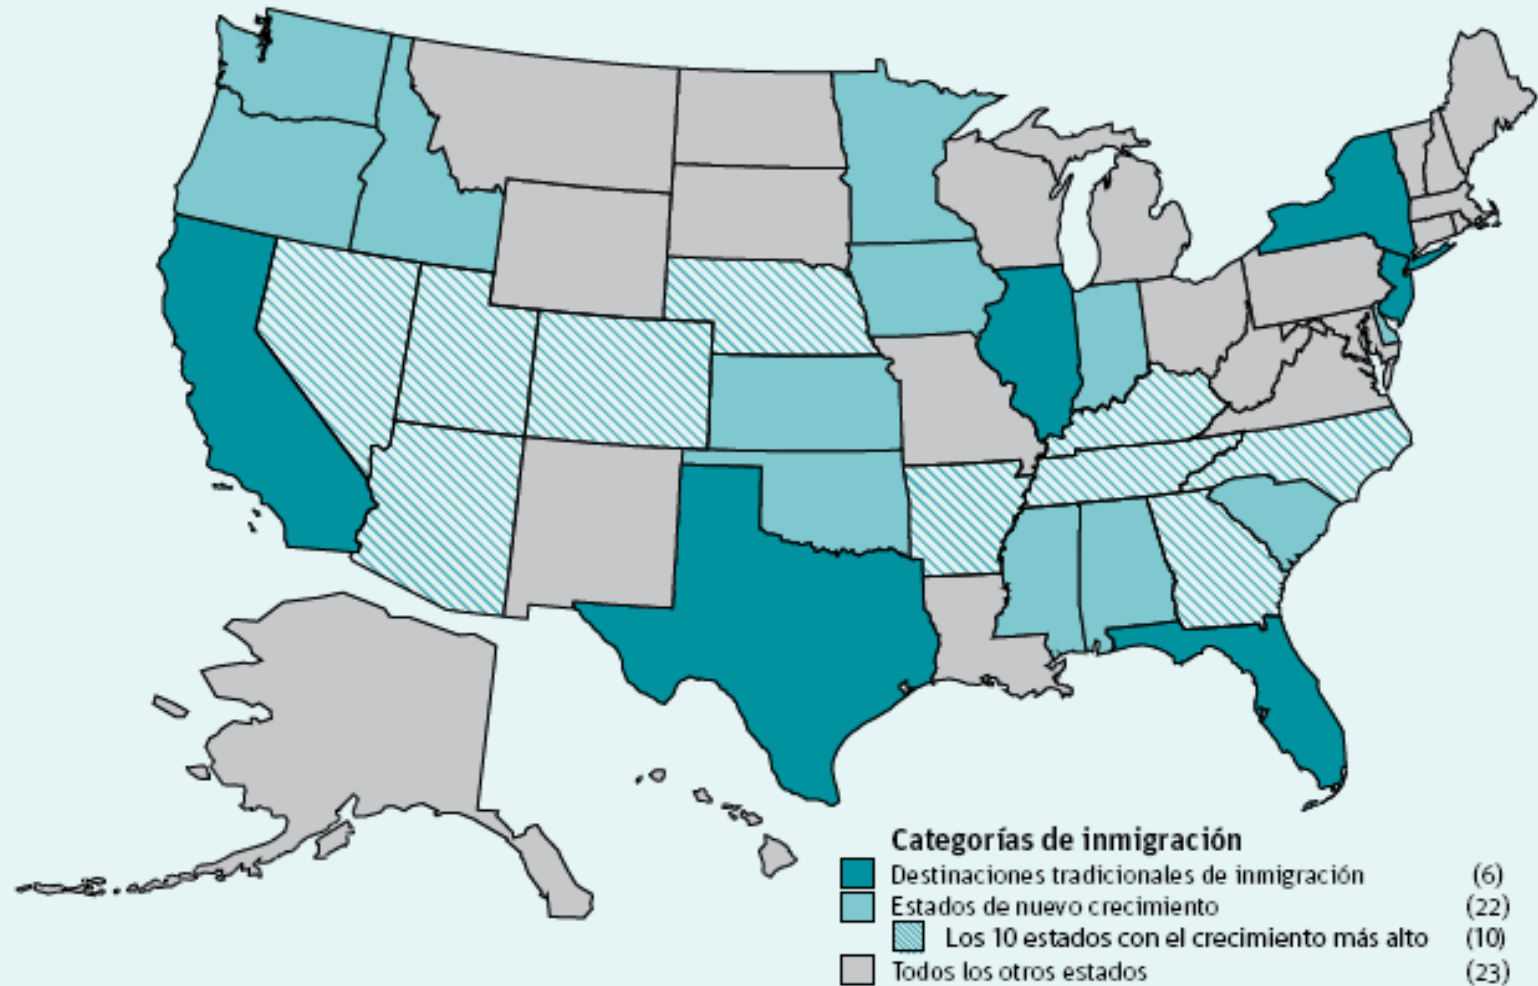 Categorías de inmigración
Destinaciones tradicionales de inmigración (6)
Estados de nuevo crecimiento (22)
Los 10 estados con el crecimiento más alto (10)
Todos los otros estados (23)